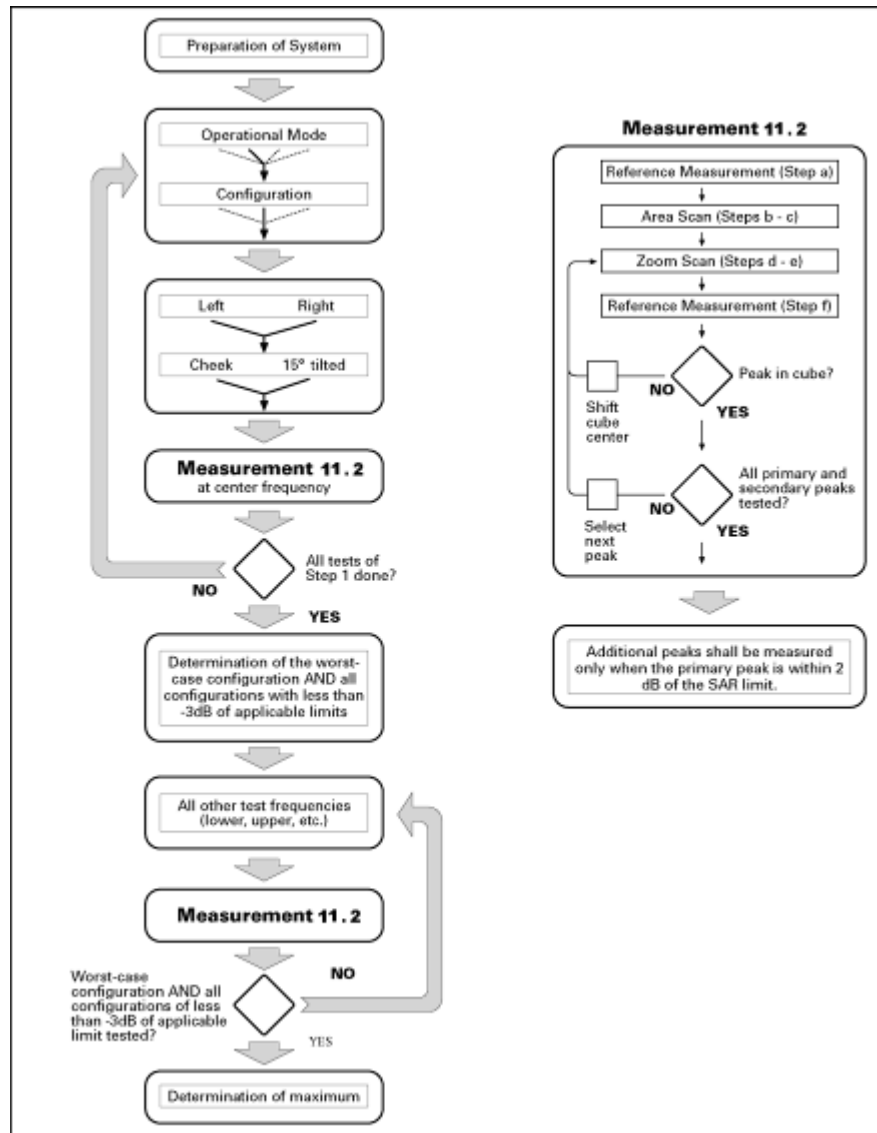 Preparation of System
Operational Mode
Configuration
Left Right
Cheek 15° tilted
Measurement 11.2
at center frequency
All tests of
Step 1 done?
NO
YES
Determination of the worst-
case configuration AND all
configurations with less than
-3dB of applicable limits
All other test frequencies
(lower, upper, etc.)
Measurement 11.2
Worst-case
configuration AND all
configurations of less
than -3dB of applicable
limit tested?
NO
YES
Determination of maximum
Measurement 11.2
Reference Measurement (Step a)
Area Scan (Steps b - c)
Zoom Scan (Steps d - e)
Reference Measurement (Step f)
Peak in cube?
NO
YES
Shift
cube
center
All primary and
secondary peaks
tested?
NO
YES
Select
next
peak
Additional peaks shall be measured
only when the primary peak is within 2
dB of the SAR limit.